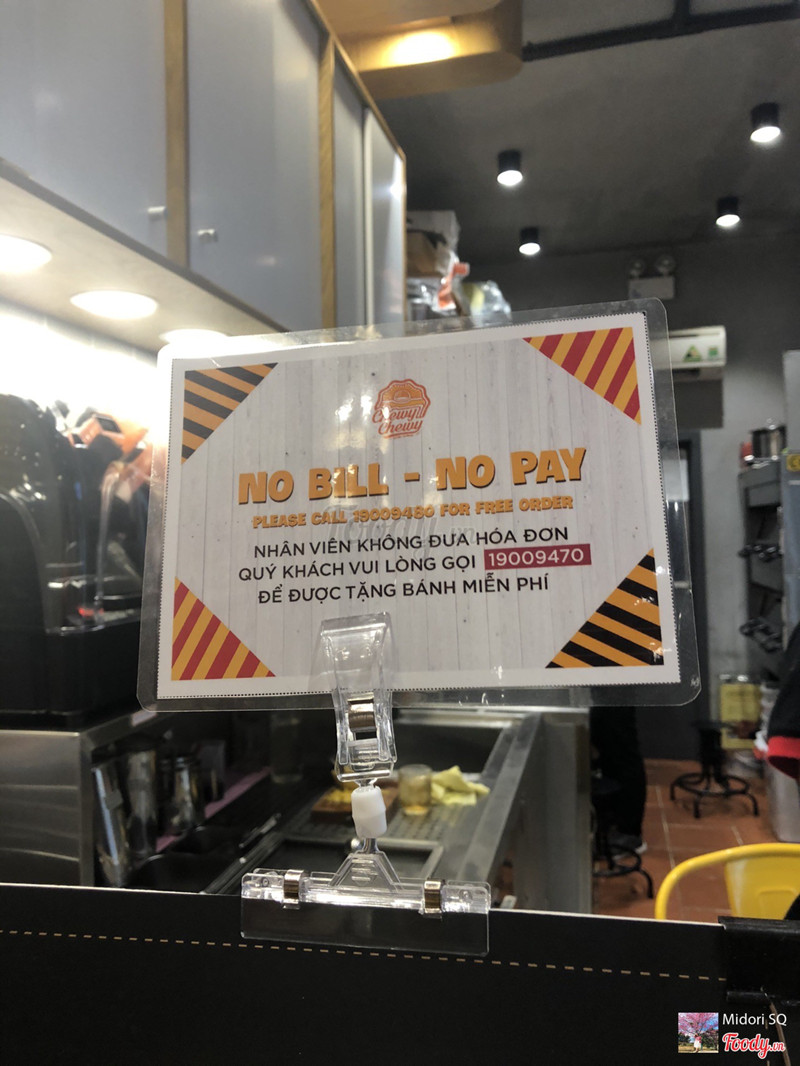 Chewy
Chewy
NO BILL - NO PAY
PLEASE CALL 19009480 FOR FREE ORDER
NHÂN VIÊN KHÔNG ĐƯA HÓA ĐƠN
QUÝ KHÁCH VUI LÒNG GỌI 19009470
ĐỂ ĐƯỢC TẶNG BÁNH MIỄN PHÍ
Midori SQ
Foody.vn